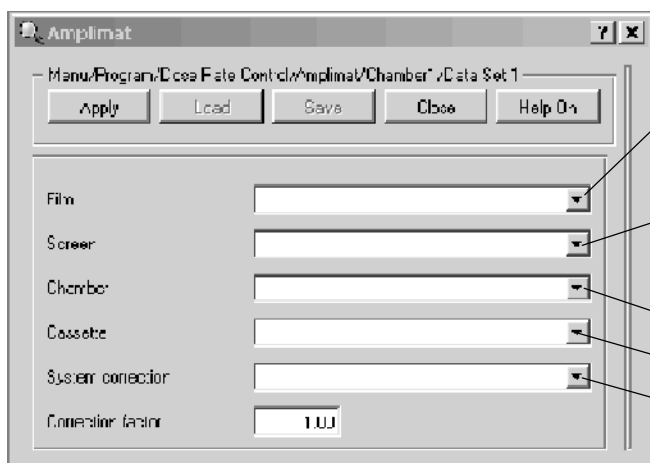 Amplimat
Menu/Program/Dose Rate Control/Amplimat/Chamber1/Data Set 1
Apply Load Save Close Help On
Film
Screen
Chamber
Cassette
System correction
Correction factor 1.00